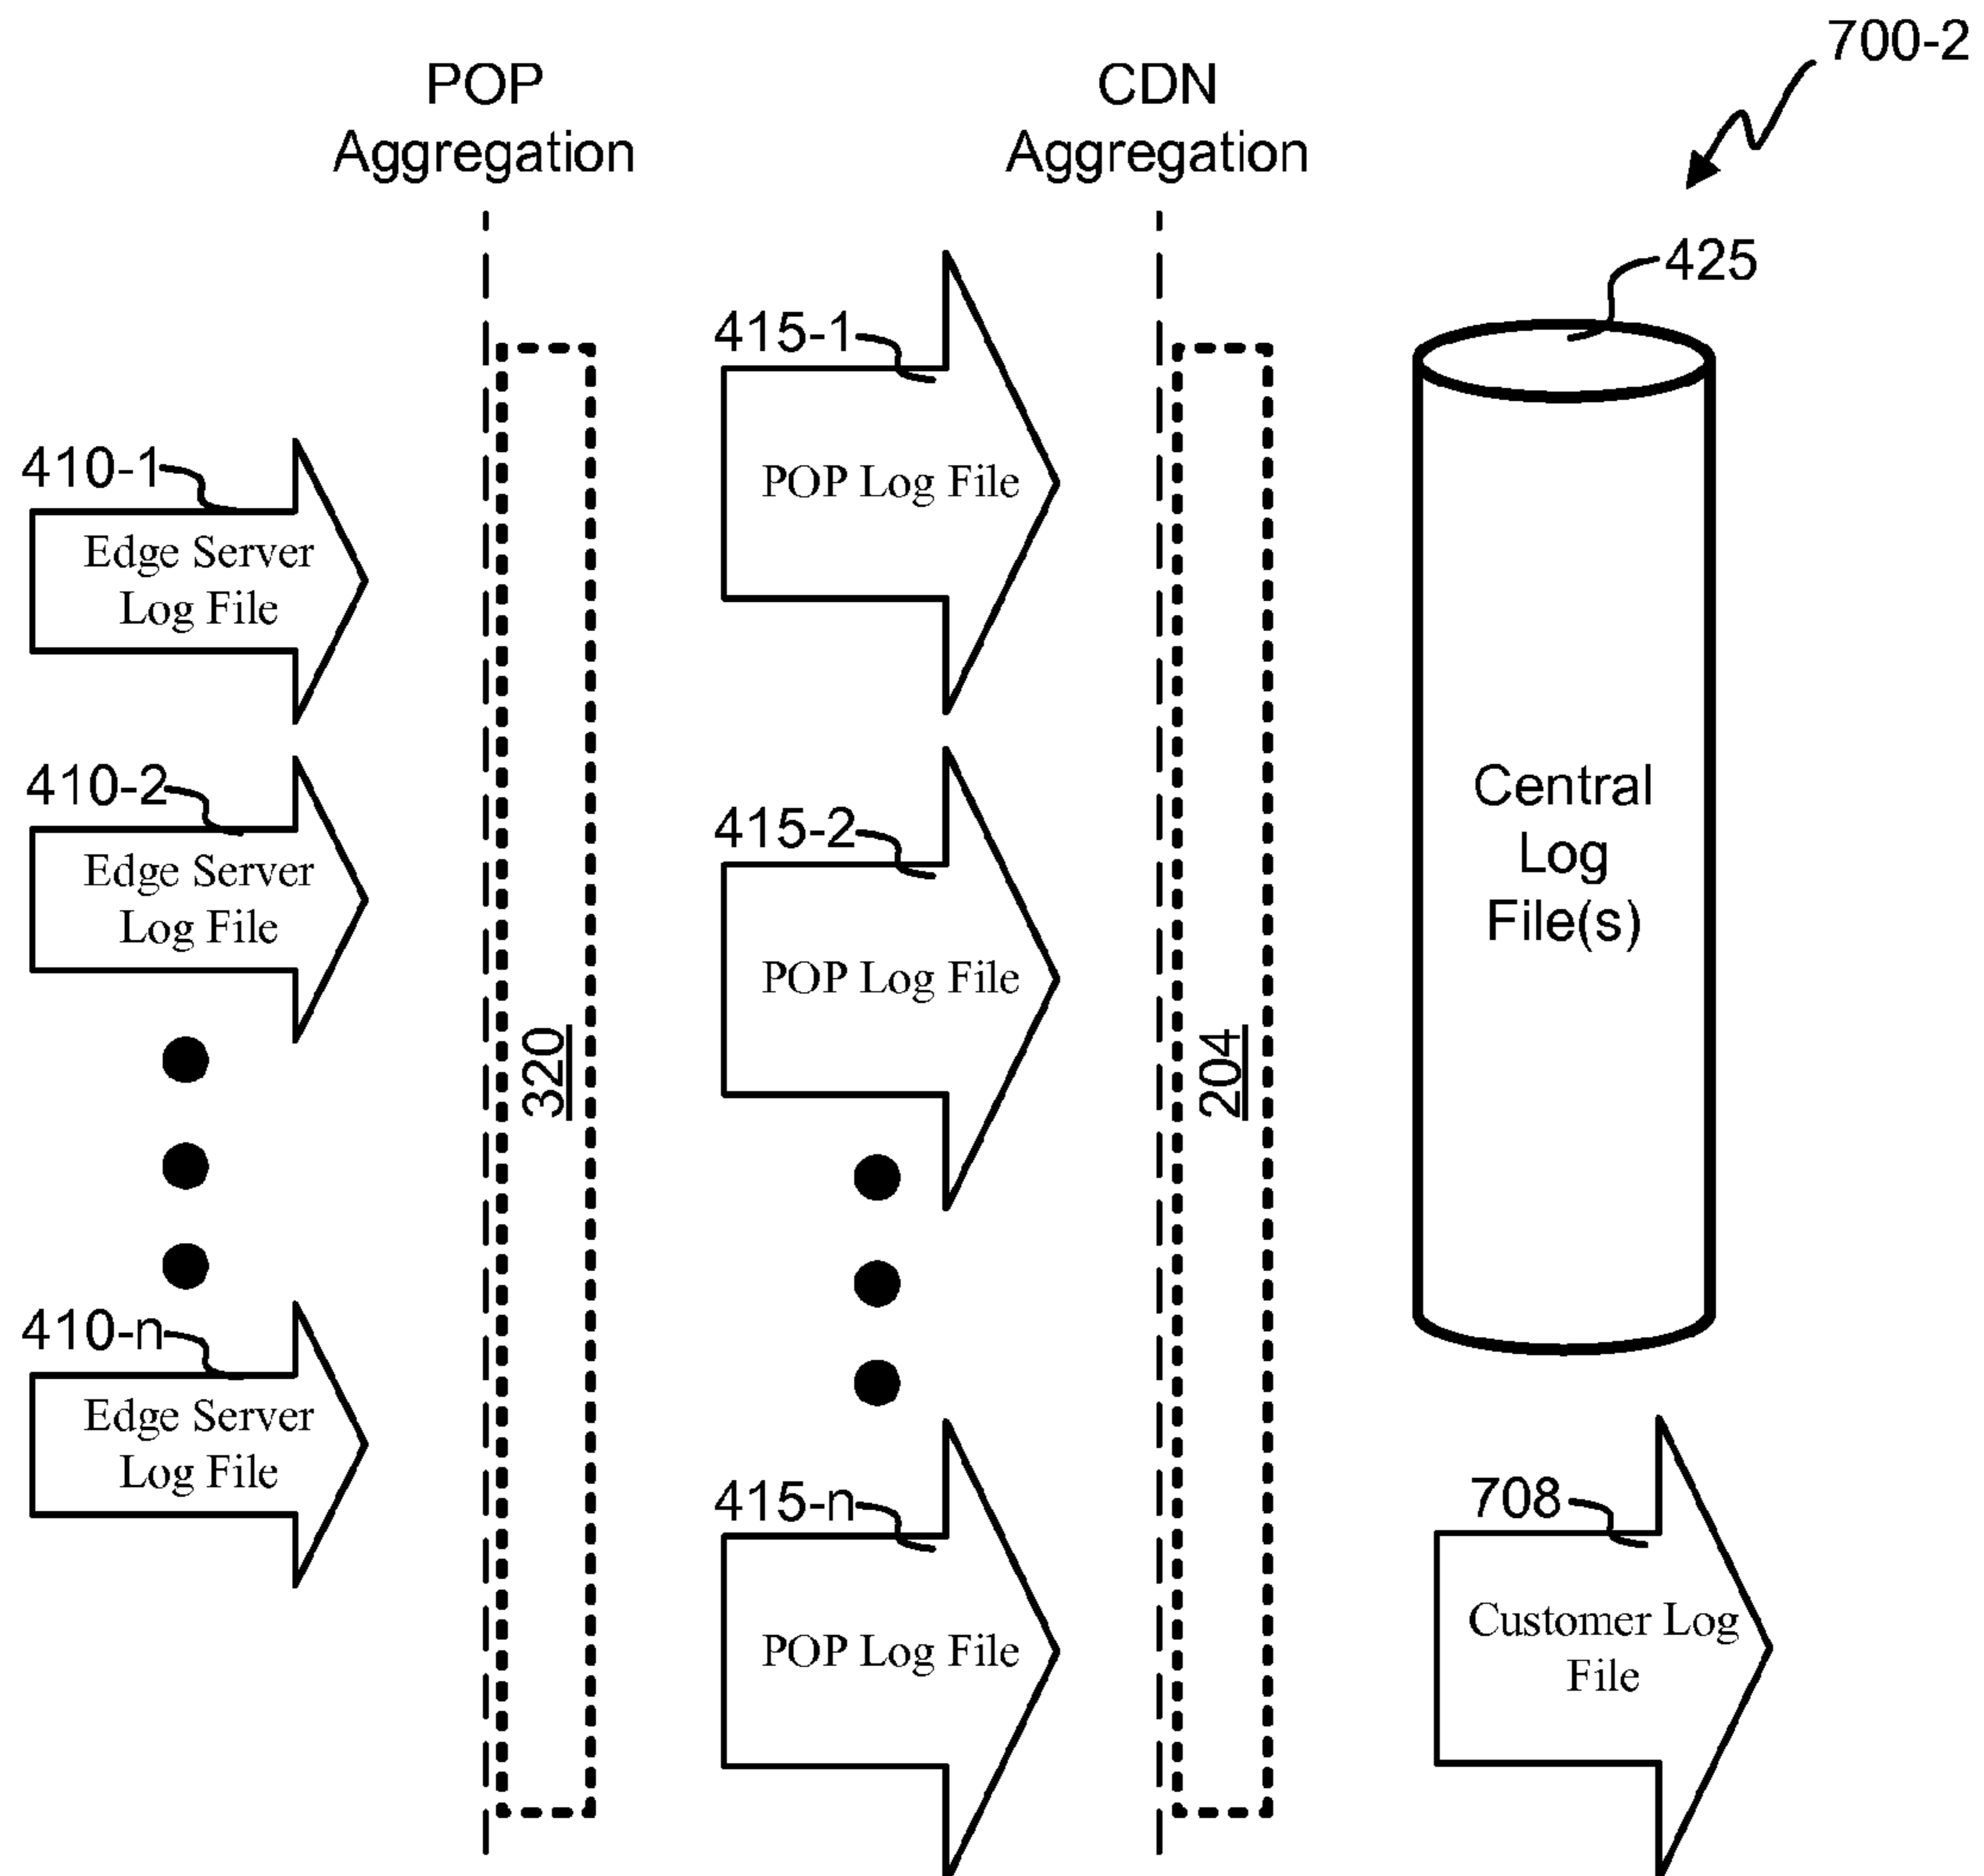 700-2
POP
Aggregation
CDN
Aggregation
425
415-1
410-1
POP Log File
Edge Server
Log File
410-2
415-2
Central
Log
File(s)
Edge Server
Log File
POP Log File
320
204
410-n
Edge Server
Log File
415-n
708
POP Log File
Customer Log
File